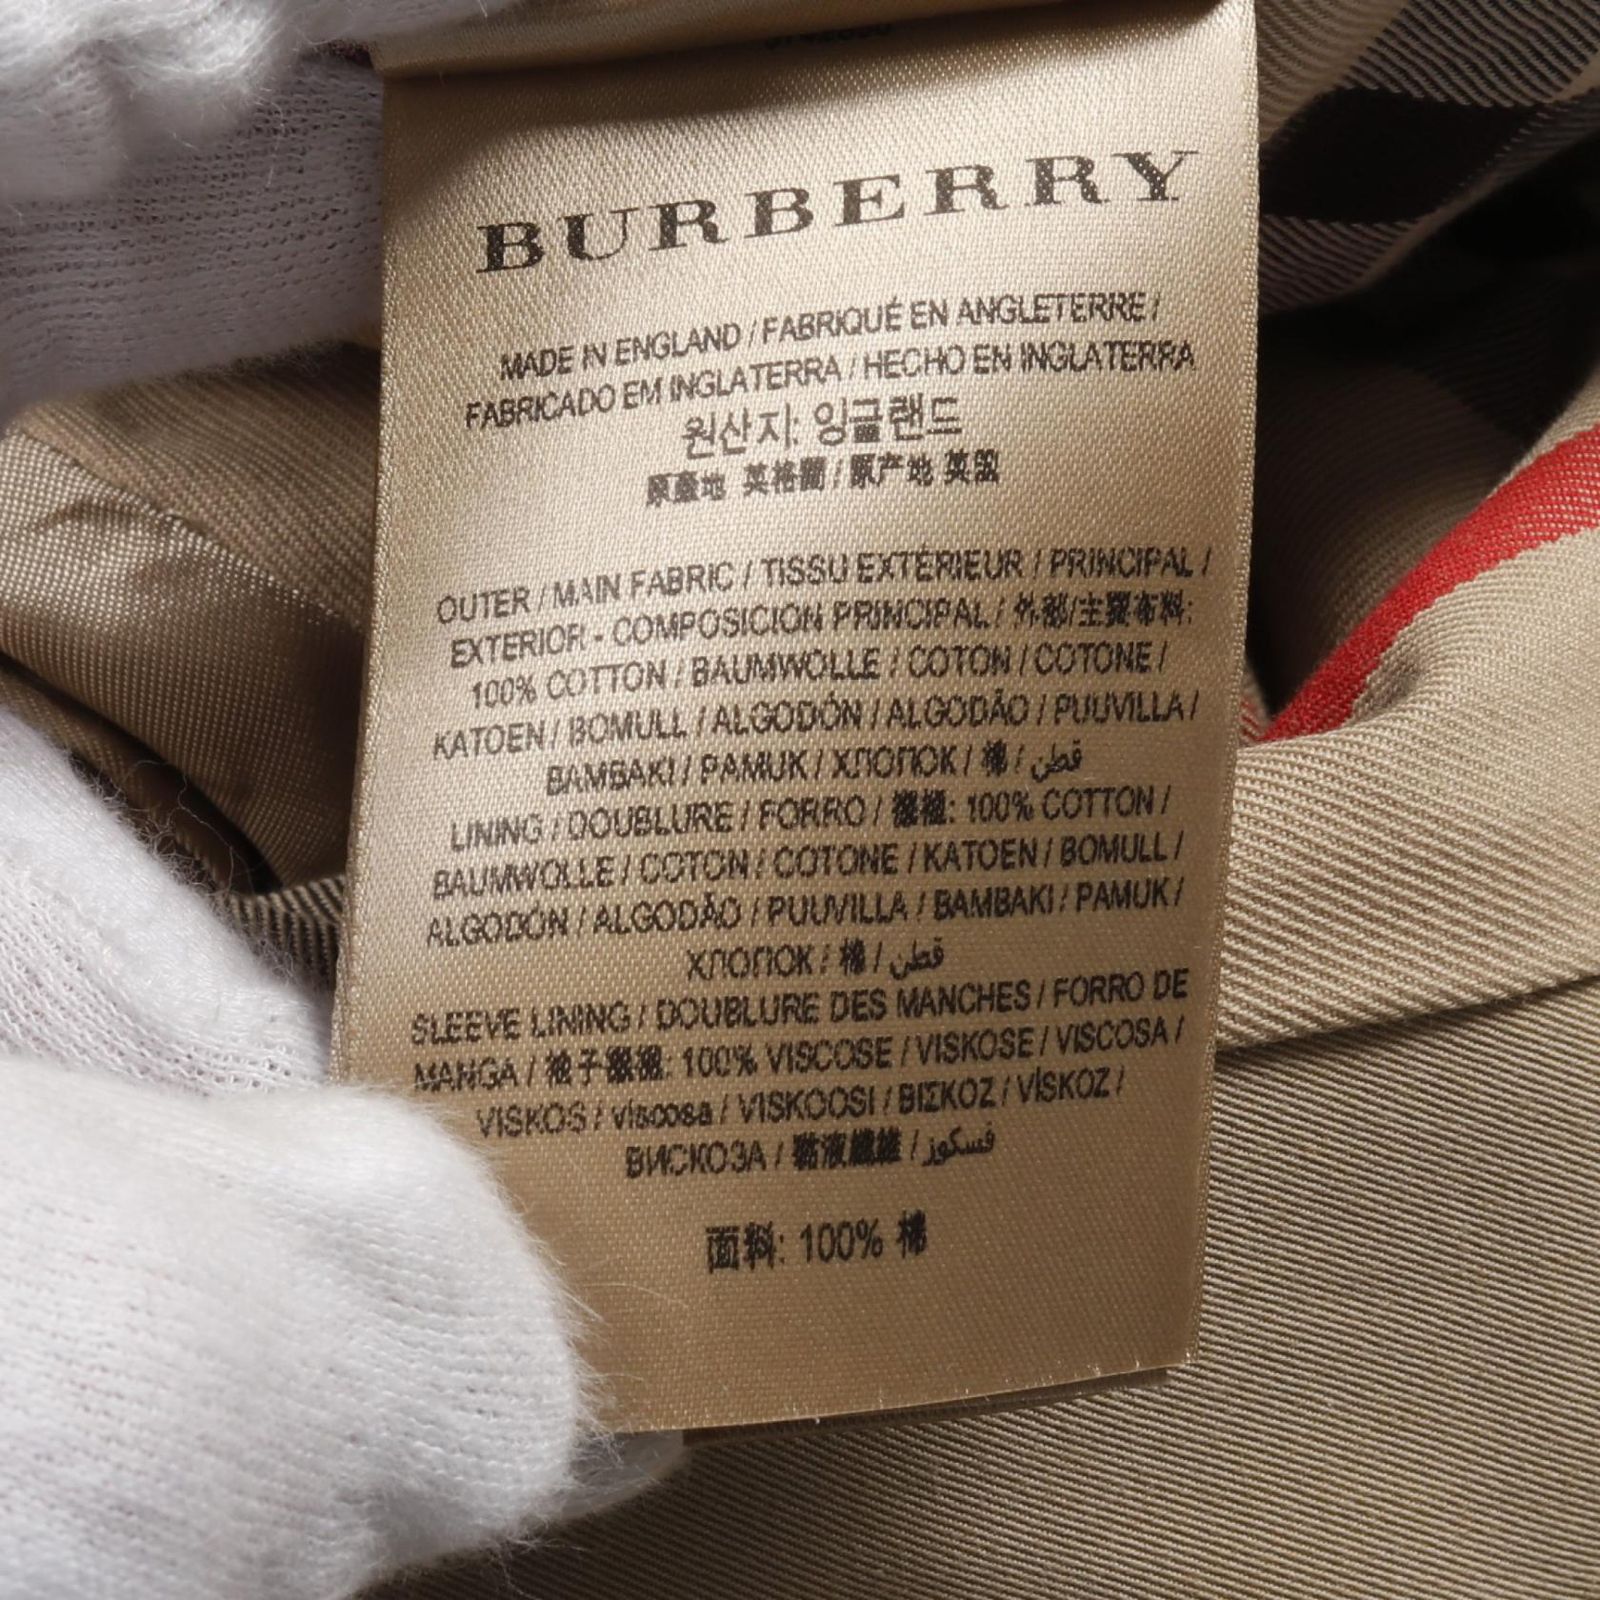 BURBERRY
MADE IN ENGLAND / FABRIQUÉ EN ANGLETERRE /
FABRICADO EM INGLATERRA / HECHO EN INGLATERRA
원산지: 잉글랜드
原產地 英格蘭 / 原产地 英国
OUTER / MAIN FABRIC / TISSU EXTÉRIEUR / PRINCIPAL /
EXTERIOR - COMPOSICION PRINCIPAL / 外部/主要布料:
100% COTTON / BAUMWOLLE / COTON / COTONE /
KATOEN / BOMULL / ALGODÓN / ALGODÃO / PUUVILLA /
BAMBAKI / PAMUK / ХЛОПОК / 棉 / قطن
LINING / DOUBLURE / FORRO / 襯裡: 100% COTTON /
BAUMWOLLE / COTON / COTONE / KATOEN / BOMULL /
ALGODÓN / ALGODÃO / PUUVILLA / BAMBAKI / PAMUK /
ХЛОПОК / 棉 / قطن
SLEEVE LINING / DOUBLURE DES MANCHES / FORRO DE
MANGA / 袖子襯裡: 100% VISCOSE / VISKOSE / VISCOSA /
VISKOS / viscosa / VISKOOSI / ΒΙΣΚΟΖ / VİSKOZ /
ВИСКОЗА / 黏液纖維 / فسكوز
面料: 100% 棉